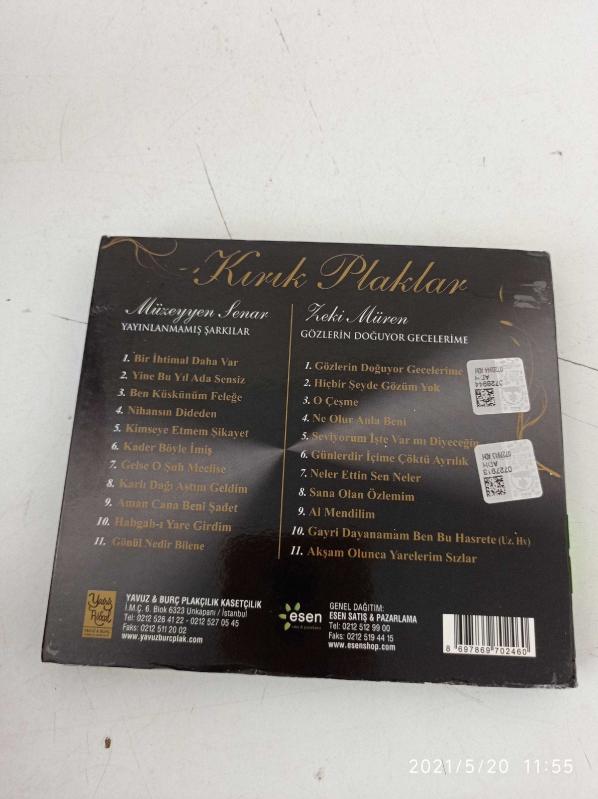 Kırık Plaklar
Müzeyyen Senar
YAYINLANMAMIŞ ŞARKILAR
1. Bir İhtimal Daha Var
2. Yine Bu Yıl Ada Sensiz
3. Ben Küskünüm Feleğe
4. Nihansın Dideden
5. Kimseye Etmem Şikayet
6. Kader Böyle İmiş
7. Gelse O Şuh Meclise
8. Karlı Dağı Aştım Geldim
9. Aman Cana Beni Şadet
10. Habgah-ı Yare Girdim
11. Gönül Nedir Bilene
Zeki Müren
GÖZLERİN DOĞUYOR GECELERİME
1. Gözlerin Doğuyor Gecelerime
2. Hiçbir Şeyde Gözüm Yok
3. O Çeşme
4. Ne Olur Anla Beni
5. Seviyorum İşte Var mı Diyeceğin
6. Günlerdir İçime Çöktü Ayrılık
7. Neler Ettin Sen Neler
8. Sana Olan Özlemim
9. Al Mendilim
10. Gayri Dayanamam Ben Bu Hasrete (Uz. Hv)
11. Akşam Olunca Yarelerim Sızlar
0728944
0727913
YAVUZ & BURÇ PLAKÇILIK KASETÇİLİK
İ.M.Ç. 6. Blok 6323 Unkapanı / İstanbul
Tel: 0212 526 41 22 - 0212 527 05 45
Faks: 0212 511 20 02
www.yavuzburcplak.com
esen
GENEL DAĞITIM:
ESEN SATIŞ & PAZARLAMA
Tel: 0212 512 99 00
Faks: 0212 519 44 15
www.esenshop.com
8 697869 702460
2021/5/20 11:55